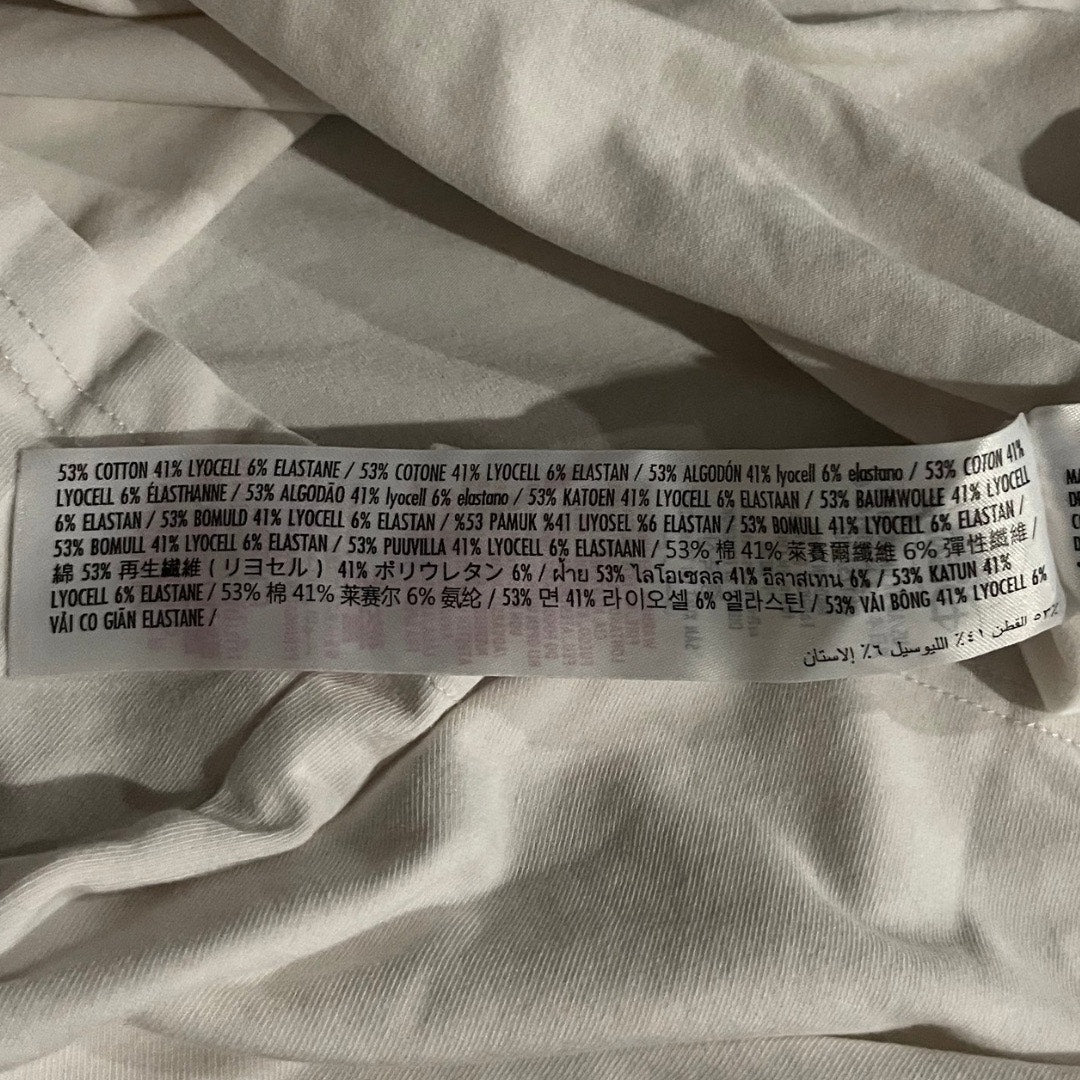 53% COTTON 41% LYOCELL 6% ELASTANE / 53% COTONE 41% LYOCELL 6% ELASTAN / 53% ALGODÓN 41% lyocell 6% elastano / 53% COTON 41%
LYOCELL 6% ÉLASTHANNE / 53% ALGODÃO 41% lyocell 6% elastano / 53% KATOEN 41% LYOCELL 6% ELASTAAN / 53% BAUMWOLLE 41% LYOCELL
6% ELASTAN / 53% BOMULD 41% LYOCELL 6% ELASTAN / %53 PAMUK %41 LIYOSEL %6 ELASTAN / 53% BOMULL 41% LYOCELL 6% ELASTAN /
53% BOMULL 41% LYOCELL 6% ELASTAN / 53% PUUVILLA 41% LYOCELL 6% ELASTAANI / 53% 棉 41% 萊賽爾纖維 6% 彈性纖維 /
綿 53% 再生繊維 ( リヨセル ) 41% ポリウレタン 6% / ฝ้าย 53% ไลโอเซลล์ 41% อีลาสเทน 6% / 53% KATUN 41%
LYOCELL 6% ELASTANE / 53% 棉 41% 莱赛尔 6% 氨纶 / 53% 면 41% 라이오셀 6% 엘라스틴 / 53% VẢI BÔNG 41% LYOCELL 6%
VẢI CO GIÃN ELASTANE /
٥٣٪ القطن ٤١٪ الليوسيل ٦٪ إلاستان